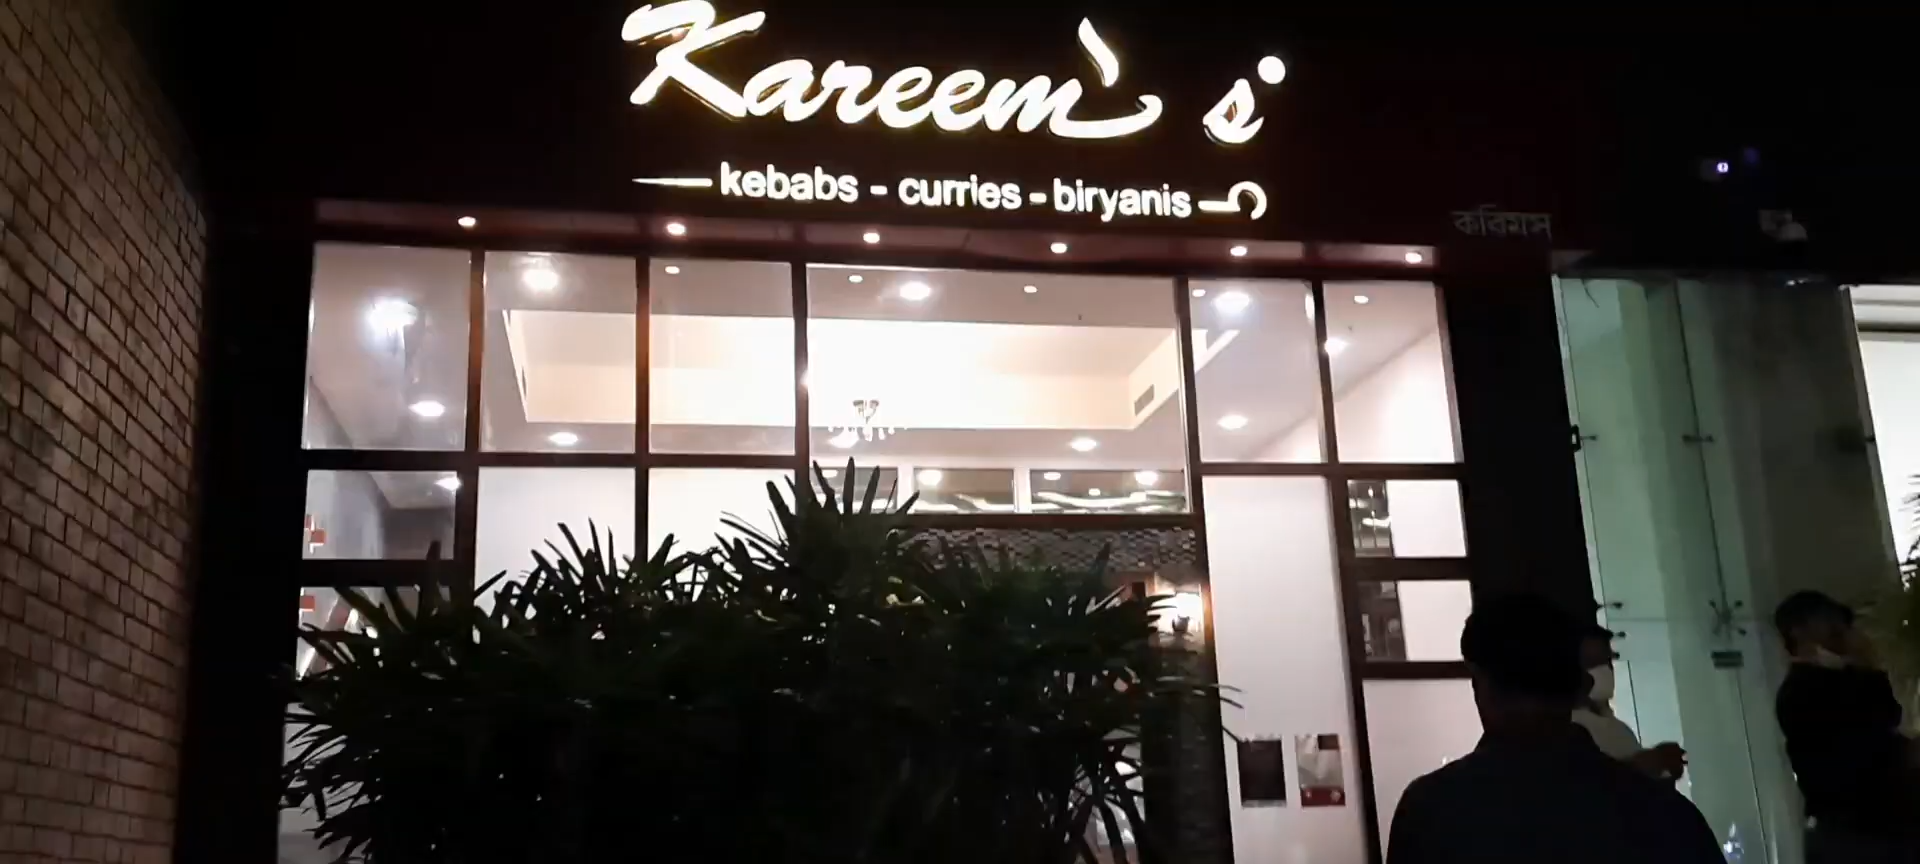 Kareem's
kebabs - curries - biryanis
করিমস